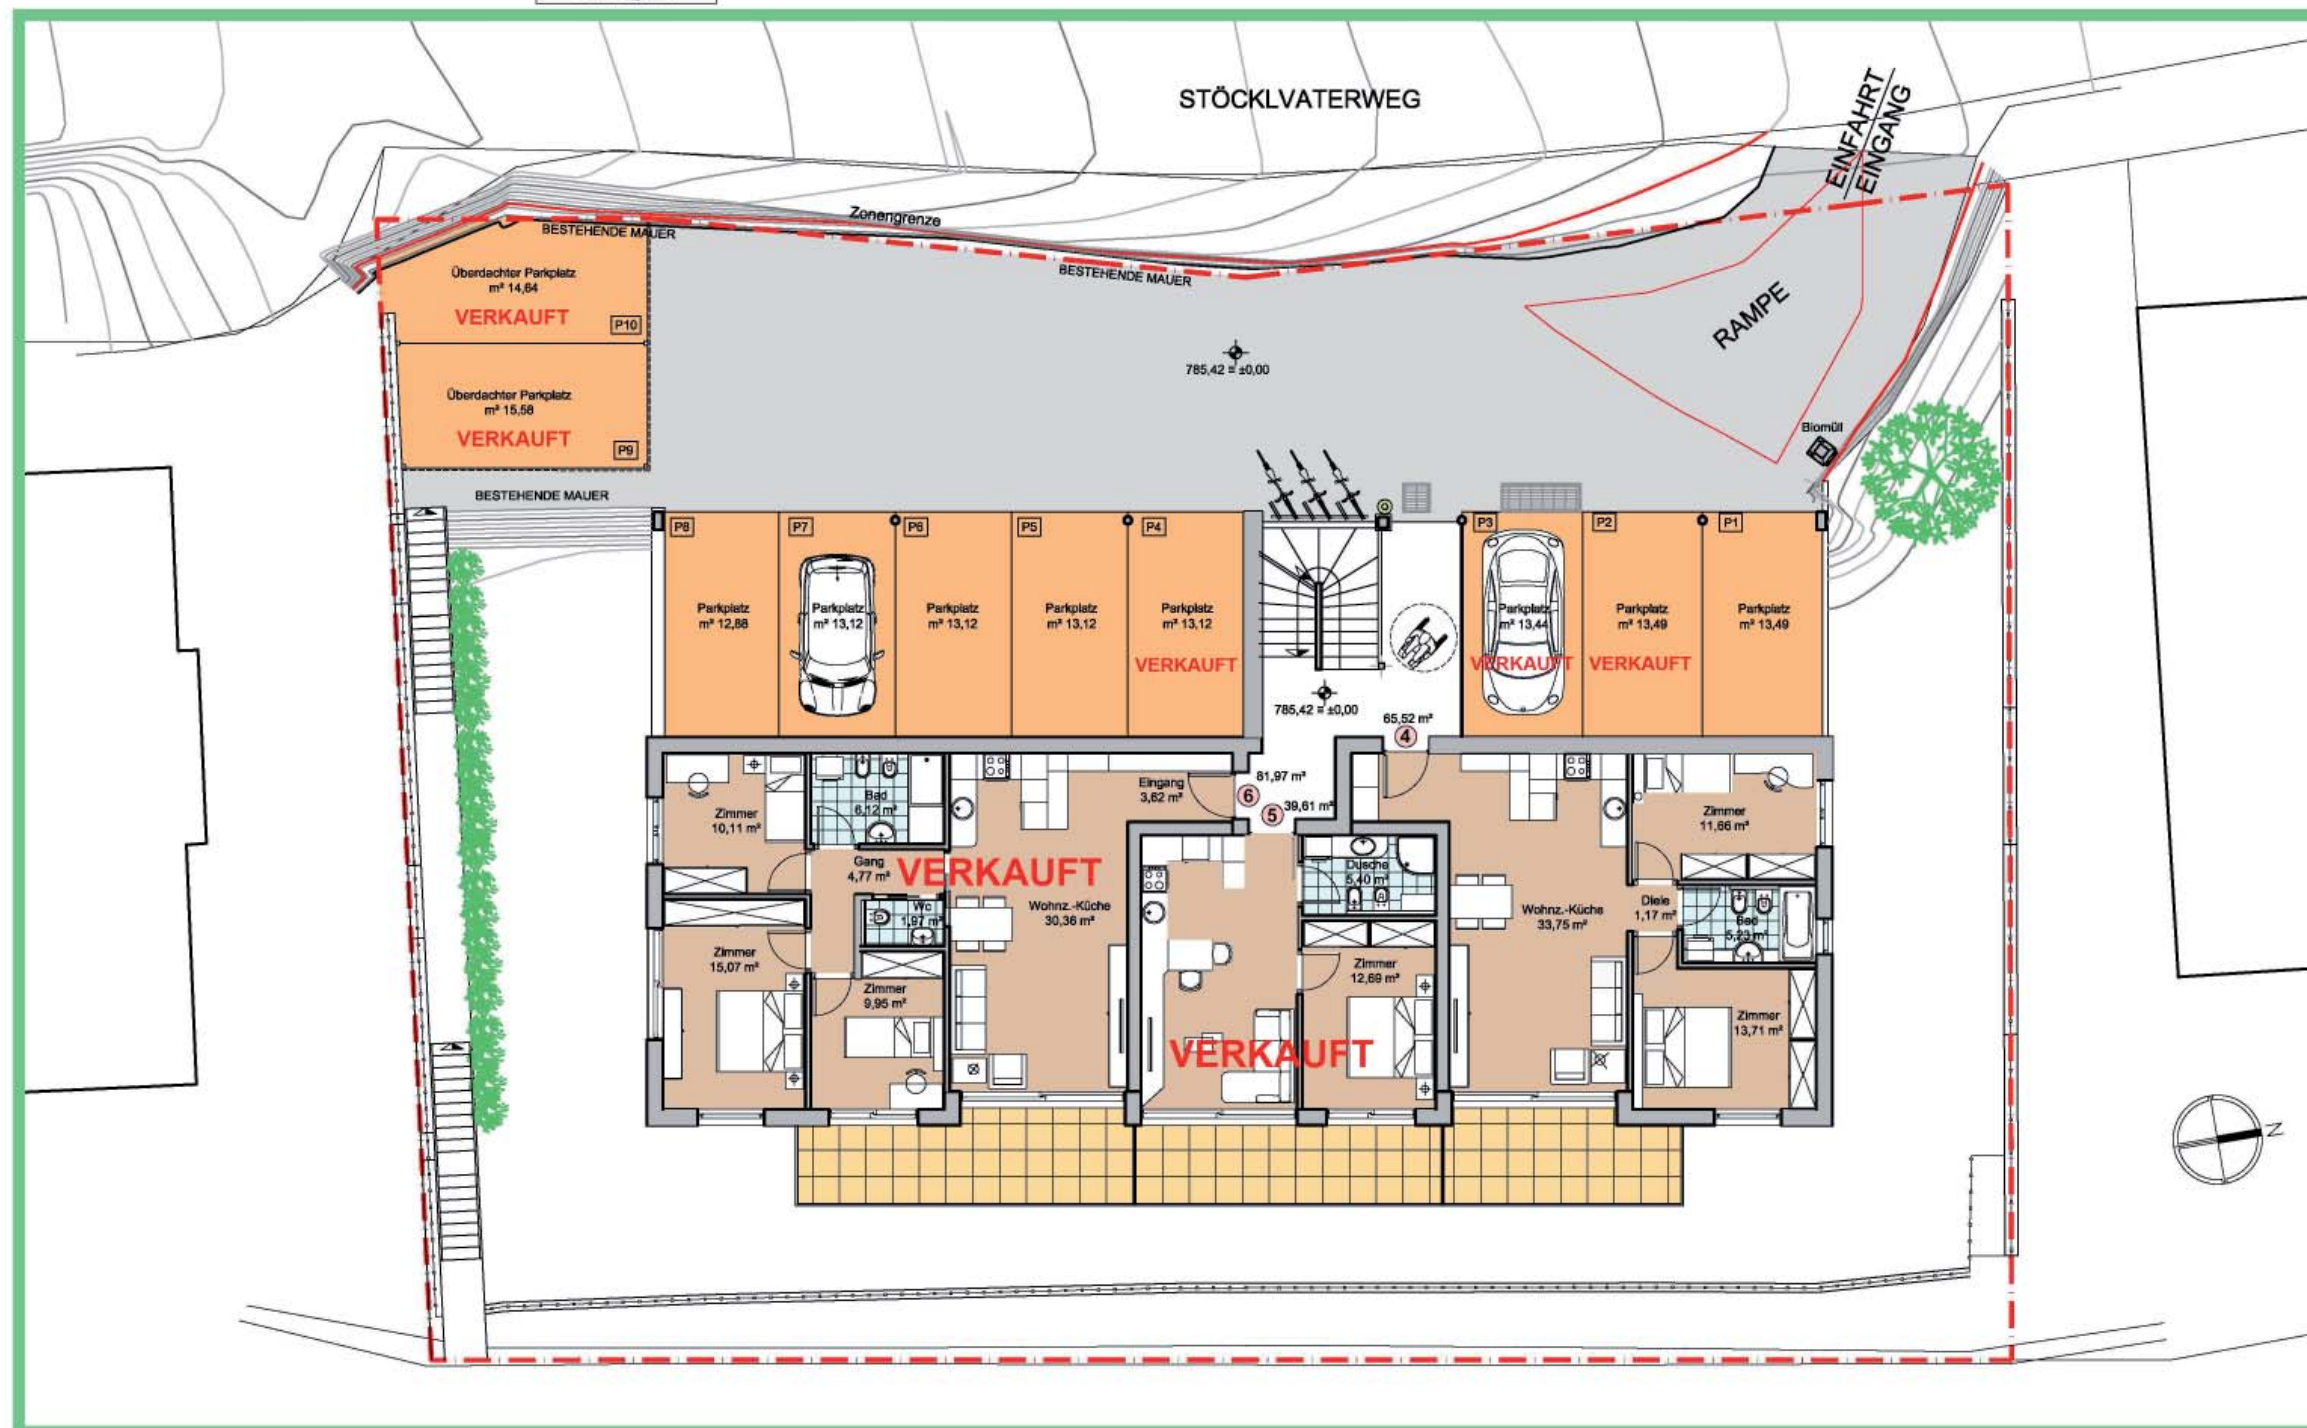 STÖCKLVATERWEG
EINFAHRT
EINGANG
Zonengrenze
BESTEHENDE MAUER
BESTEHENDE MAUER
Überdachter Parkplatz
m² 14,64
VERKAUFT
P10
RAMPE
785,42 = ±0,00
Überdachter Parkplatz
m² 15,58
VERKAUFT
P9
Biomüll
BESTEHENDE MAUER
P8
P7
P6
P5
P4
P3
P2
P1
Parkplatz
m² 12,88
Parkplatz
m² 13,12
Parkplatz
m² 13,12
Parkplatz
m² 13,12
Parkplatz
m² 13,12
VERKAUFT
Parkplatz
m² 13,44
VERKAUFT
Parkplatz
m² 13,49
VERKAUFT
Parkplatz
m² 13,49
785,42 = ±0,00
65,52 m²
4
81,97 m²
6
39,61 m²
5
Eingang
3,62 m²
Zimmer
10,11 m²
Bad
6,12 m²
Gang
4,77 m²
VERKAUFT
Wc
1,97 m²
Wohnz.-Küche
30,36 m²
Zimmer
15,07 m²
Zimmer
9,95 m²
Dusche
5,40 m²
Zimmer
12,69 m²
VERKAUFT
Wohnz.-Küche
33,75 m²
Zimmer
11,66 m²
Diele
1,17 m²
Bad
5,23 m²
Zimmer
13,71 m²
N